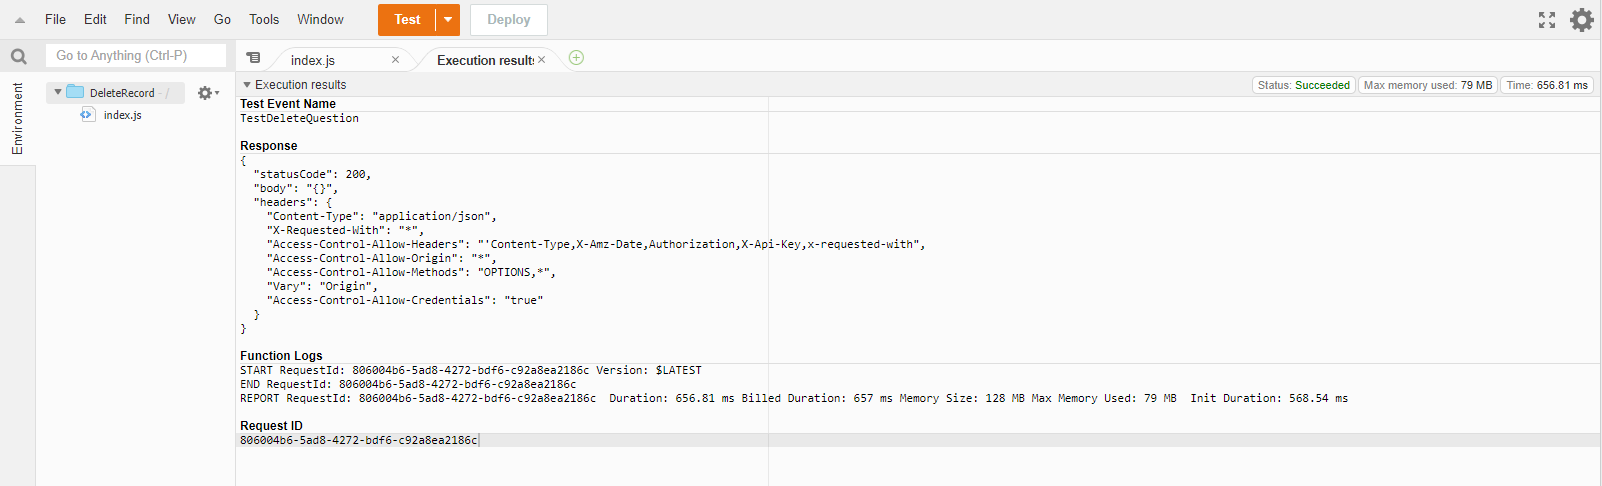 File Edit Find View Go Tools Window Test Deploy
Go to Anything (Ctrl-P)
index.js
Execution results
Environment
DeleteRecord - /
index.js
Execution results
Status: Succeeded Max memory used: 79 MB Time: 656.81 ms
Test Event Name
TestDeleteQuestion
Response
{
"statusCode": 200,
"body": "{}",
"headers": {
"Content-Type": "application/json",
"X-Requested-With": "*",
"Access-Control-Allow-Headers": "'Content-Type,X-Amz-Date,Authorization,X-Api-Key,x-requested-with",
"Access-Control-Allow-Origin": "*",
"Access-Control-Allow-Methods": "OPTIONS,*",
"Vary": "Origin",
"Access-Control-Allow-Credentials": "true"
}
}
Function Logs
START RequestId: 806004b6-5ad8-4272-bdf6-c92a8ea2186c Version: $LATEST
END RequestId: 806004b6-5ad8-4272-bdf6-c92a8ea2186c
REPORT RequestId: 806004b6-5ad8-4272-bdf6-c92a8ea2186c Duration: 656.81 ms Billed Duration: 657 ms Memory Size: 128 MB Max Memory Used: 79 MB Init Duration: 568.54 ms
Request ID
806004b6-5ad8-4272-bdf6-c92a8ea2186c